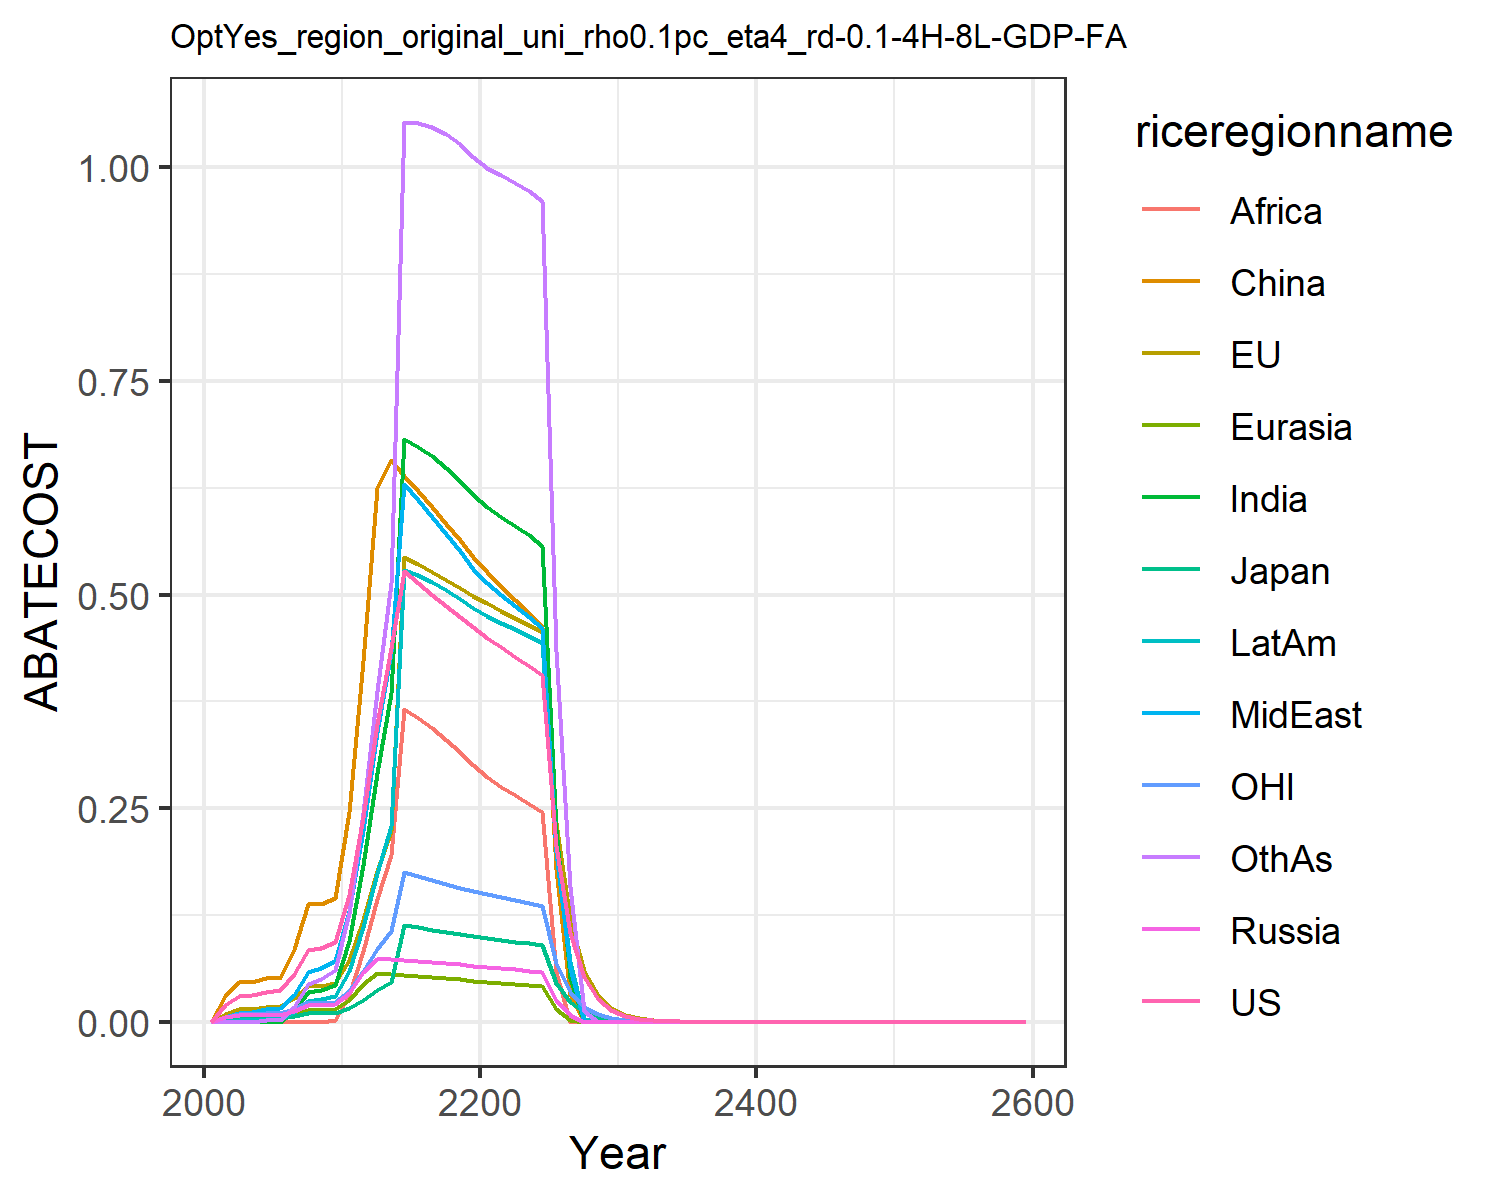 OptYes_region_original_uni_rho0.1pc_eta4_rd-0.1-4H-8L-GDP-FA
ABATECOST
1.00
0.75
0.50
0.25
0.00
2000
2200
2400
2600
Year
riceregionname
Africa
China
EU
Eurasia
India
Japan
LatAm
MidEast
OHI
OthAs
Russia
US